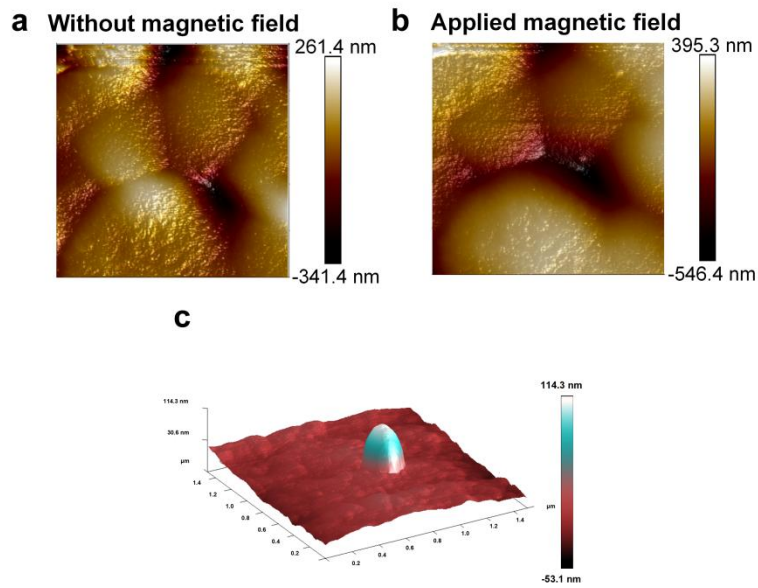 a Without magnetic field
261.4 nm
-341.4 nm
b Applied magnetic field
395.3 nm
-546.4 nm
c
114.3 nm
30.6 nm
µm
1.4
1.2
1.0
0.8
0.6
0.4
0.2
0.2
0.4
0.6
0.8
1.0
1.2
1.4
µm
114.3 nm
-53.1 nm